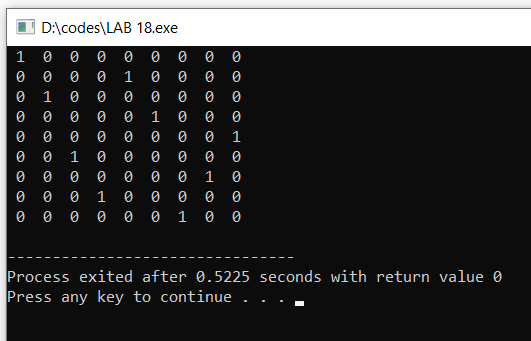 D:\codes\LAB 18.exe
1 0 0 0 0 0 0 0 0
0 0 0 0 1 0 0 0 0
0 1 0 0 0 0 0 0 0
0 0 0 0 0 1 0 0 0
0 0 0 0 0 0 0 0 1
0 0 1 0 0 0 0 0 0
0 0 0 0 0 0 0 1 0
0 0 0 1 0 0 0 0 0
0 0 0 0 0 0 1 0 0
--------------------------------
Process exited after 0.5225 seconds with return value 0
Press any key to continue . . .